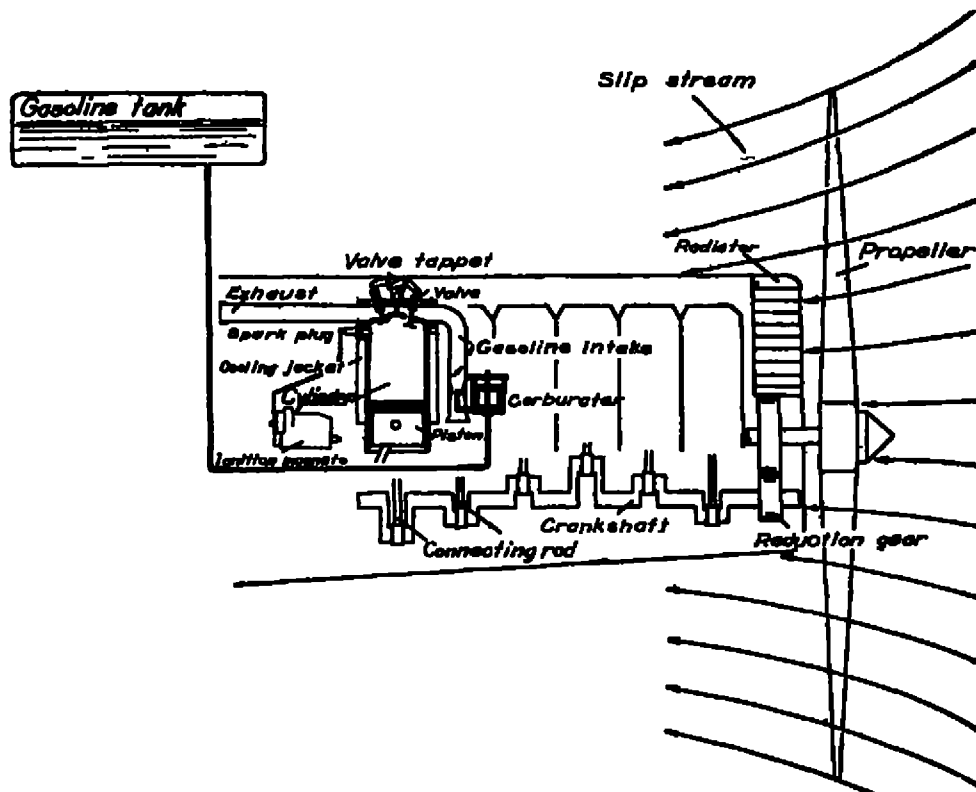 Slip stream
Gasoline tank
Radiator
Propeller
Valve tappet
Valve
Exhaust
Spark plug
Gasoline intake
Cooling jacket
Cylinder
Carburater
Piston
Ignition magneto
Crankshaft
Connecting rod
Reduction gear